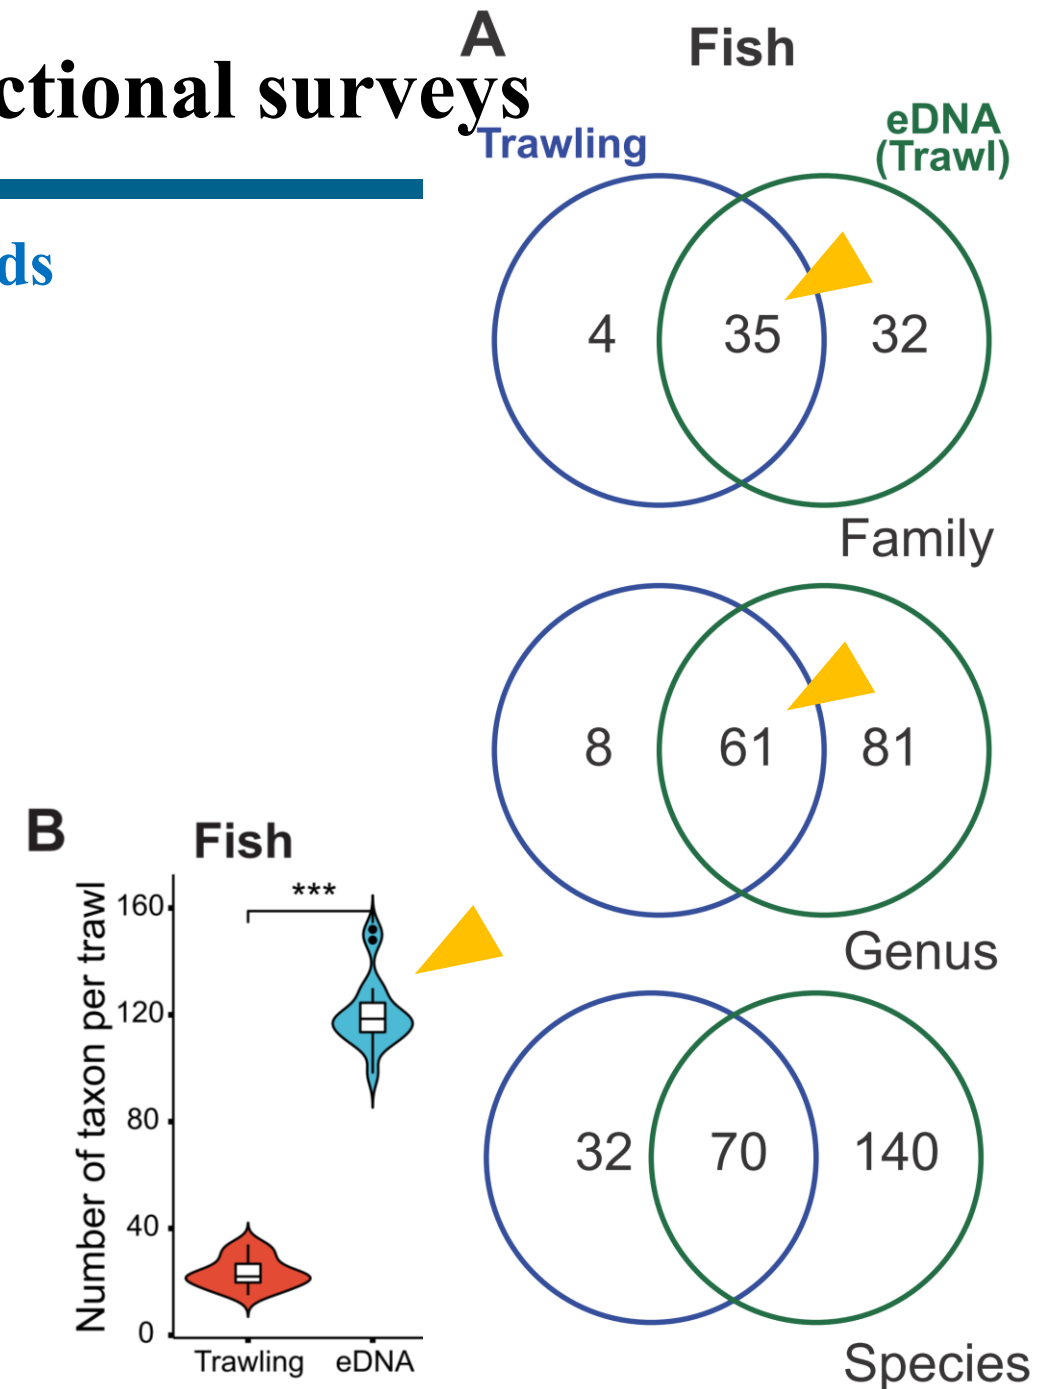 ctional surveys
ds
A
Fish
Trawling
eDNA
(Trawl)
4 35 32
Family
8 61 81
Genus
32 70 140
Species
B
Fish
***
Number of taxon per trawl
160
120
80
40
0
Trawling eDNA